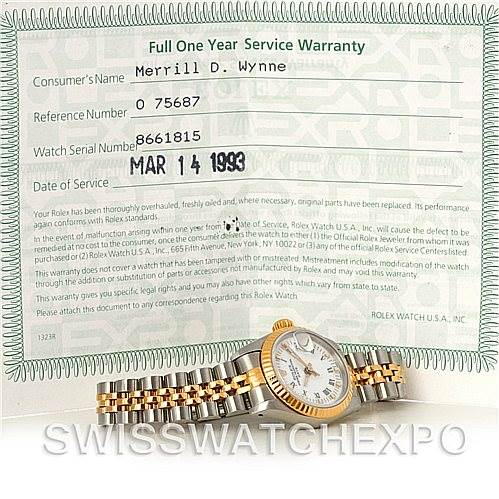 Full One Year Service Warranty
Consumer's Name Merrill D. Wynne
Reference Number O 75687
Watch Serial Number 8661815
Date of Service MAR 14 1993
Your Rolex has been thoroughly overhauled, freshly oiled and, where necessary, original parts have been replaced. Its performance
again conforms with Rolex standards.
In the event of malfunction arising within one year from Date of Service, Rolex Watch U.S.A., Inc. will cause the defect to be
remedied at no cost to the consumer, once the consumer delivers the watch to either (1) the Official Rolex Jeweler from whom it was
purchased or (2) Rolex Watch U.S.A., Inc., 665 Fifth Avenue, New York, NY 10022 or (3) any of the Official Service Centers listed
This warranty does not cover a watch that has been tampered with or mistreated. Mistreatment includes modification of the watch
through the addition or substitution of parts or accessories not manufactured by Rolex and may void this warranty.
This warranty gives you specific legal rights and you may also have other rights which vary from state to state.
Please attach this document to any correspondence regarding this Rolex Watch.
ROLEX WATCH U.S.A., INC.
1323R
SWISSWATCHEXPO